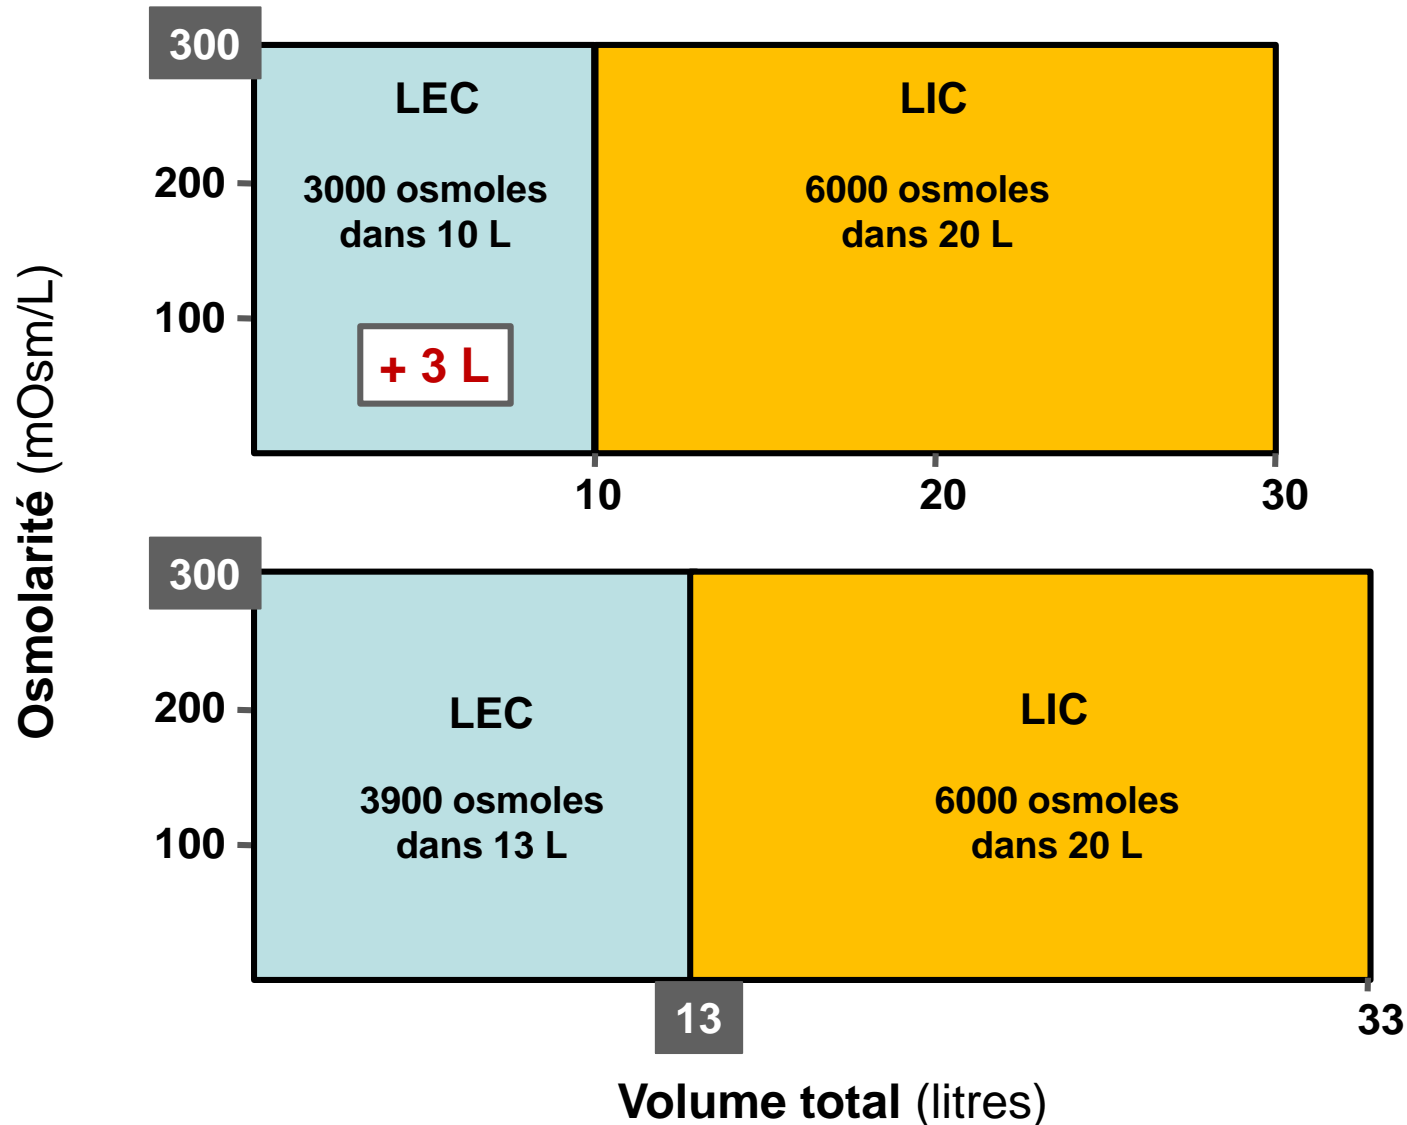 Osmolarité (mOsm/L)
300
200
100
LEC
3000 osmoles
dans 10 L
+ 3 L
LIC
6000 osmoles
dans 20 L
10
20
30
300
200
100
LEC
3900 osmoles
dans 13 L
LIC
6000 osmoles
dans 20 L
13
33
Volume total (litres)